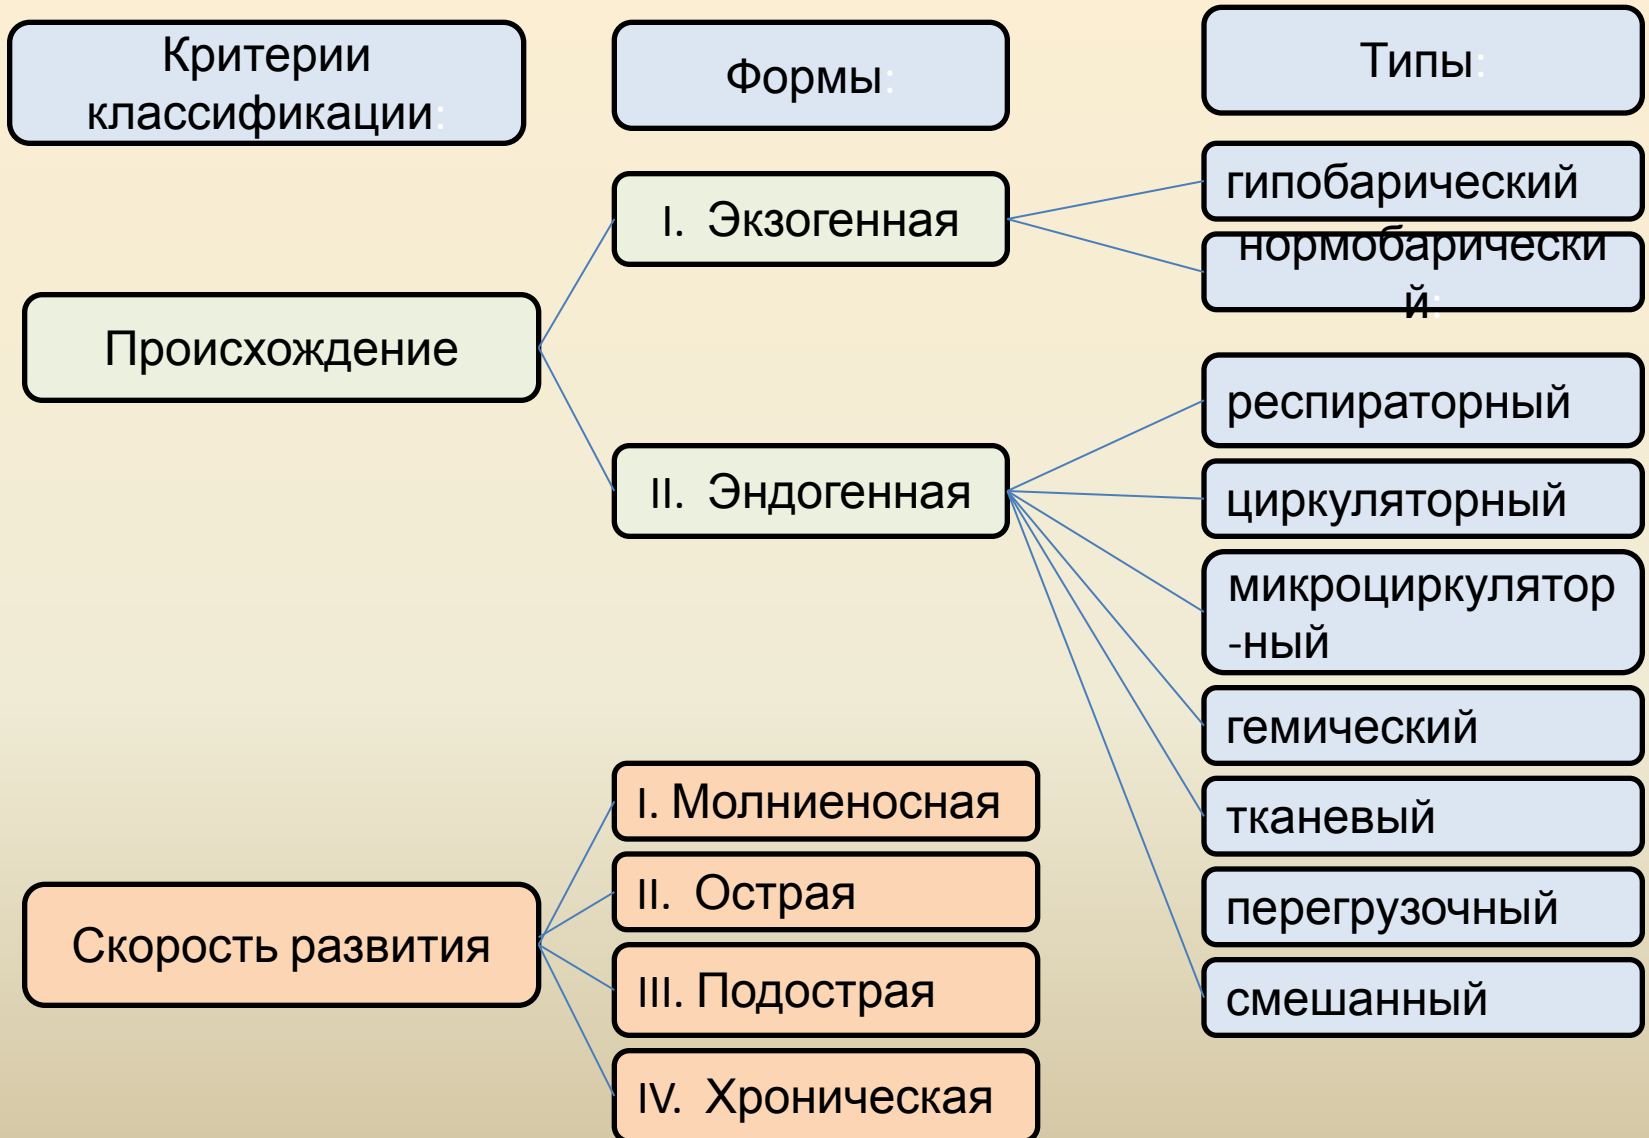 Критерии
классификации:
Формы:
Типы:
Происхождение
I. Экзогенная
гипобарический
нормобарически
й:
II. Эндогенная
респираторный
циркуляторный
микроциркулятор
-ный
гемический
тканевый
перегрузочный
смешанный
Скорость развития
I. Молниеносная
II. Острая
III. Подострая
IV. Хроническая